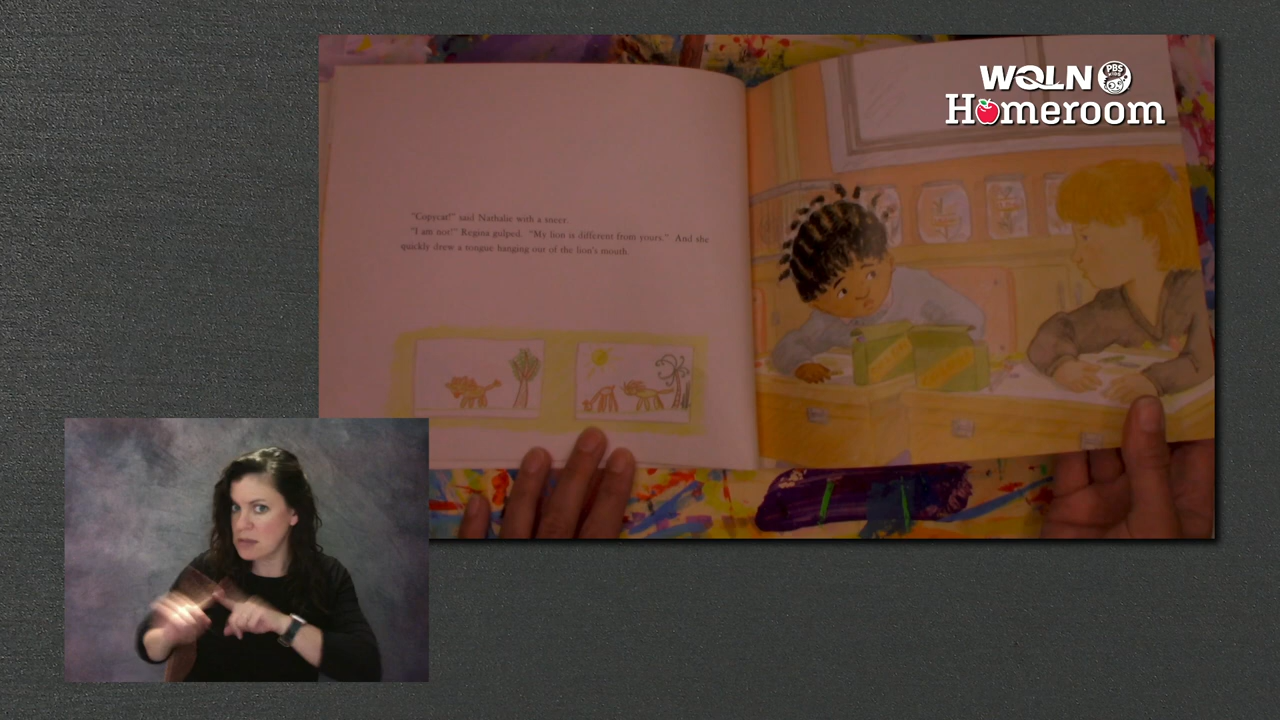 WQLN PBS KIDS
Homeroom
"Copycat!" said Nathalie with a sneer.
"I am not!" Regina gulped. "My lion is different from yours." And she
quickly drew a tongue hanging out of the lion's mouth.